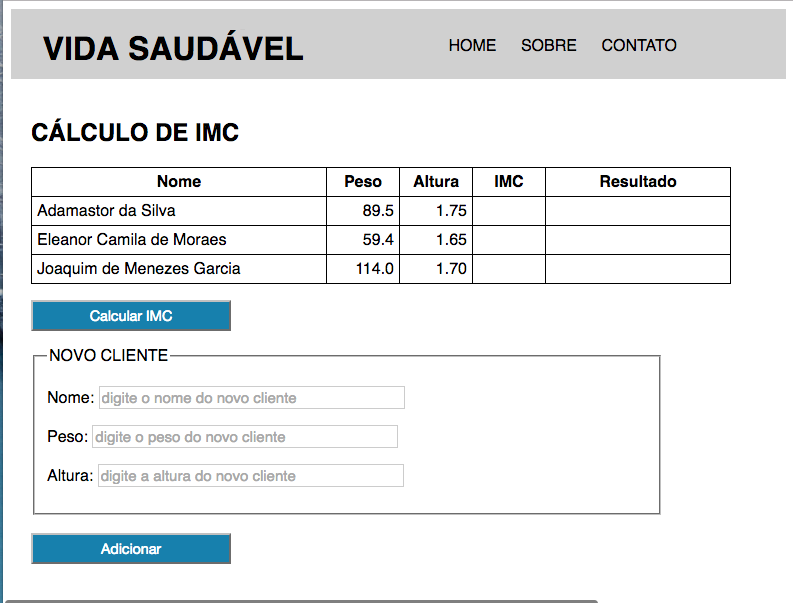 VIDA SAUDÁVEL HOME SOBRE CONTATO
CÁLCULO DE IMC
Nome Peso Altura IMC Resultado
Adamastor da Silva 89.5 1.75
Eleanor Camila de Moraes 59.4 1.65
Joaquim de Menezes Garcia 114.0 1.70
Calcular IMC
NOVO CLIENTE
Nome: digite o nome do novo cliente
Peso: digite o peso do novo cliente
Altura: digite a altura do novo cliente
Adicionar